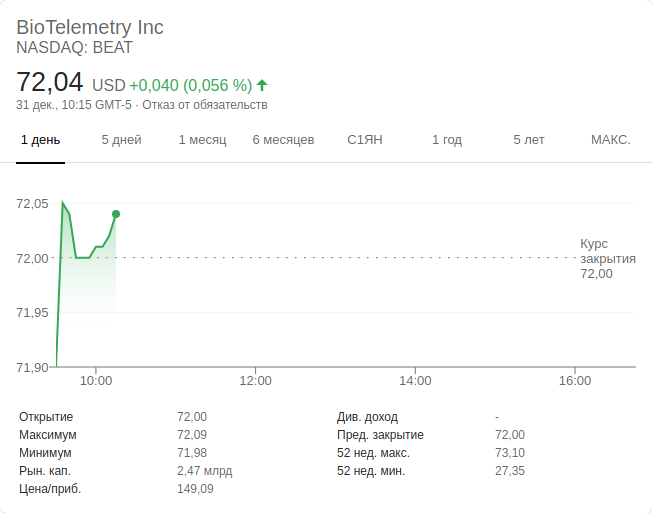 BioTelemetry Inc
NASDAQ: BEAT
72,04 USD +0,040 (0,056 %)
31 дек., 10:15 GMT-5 · Отказ от обязательств
1 день 5 дней 1 месяц 6 месяцев С1ЯН 1 год 5 лет МАКС.
72,05
72,00
71,95
71,90
Курс
закрытия
72,00
10:00 12:00 14:00 16:00
Открытие 72,00 Див. доход -
Максимум 72,09 Пред. закрытие 72,00
Минимум 71,98 52 нед. макс. 73,10
Рын. кап. 2,47 млрд 52 нед. мин. 27,35
Цена/приб. 149,09